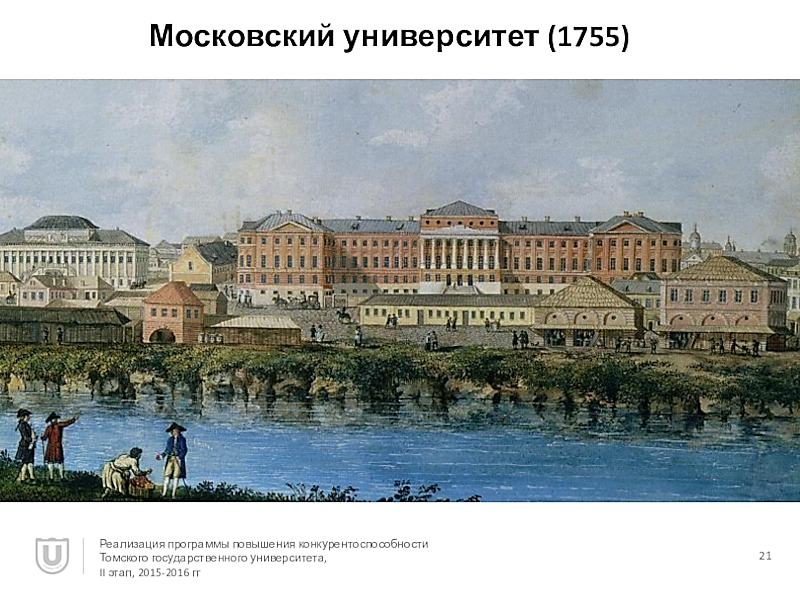 Московский университет (1755)
U
Реализация программы повышения конкурентоспособности
Томского государственного университета,
II этап, 2015-2016 гг
21